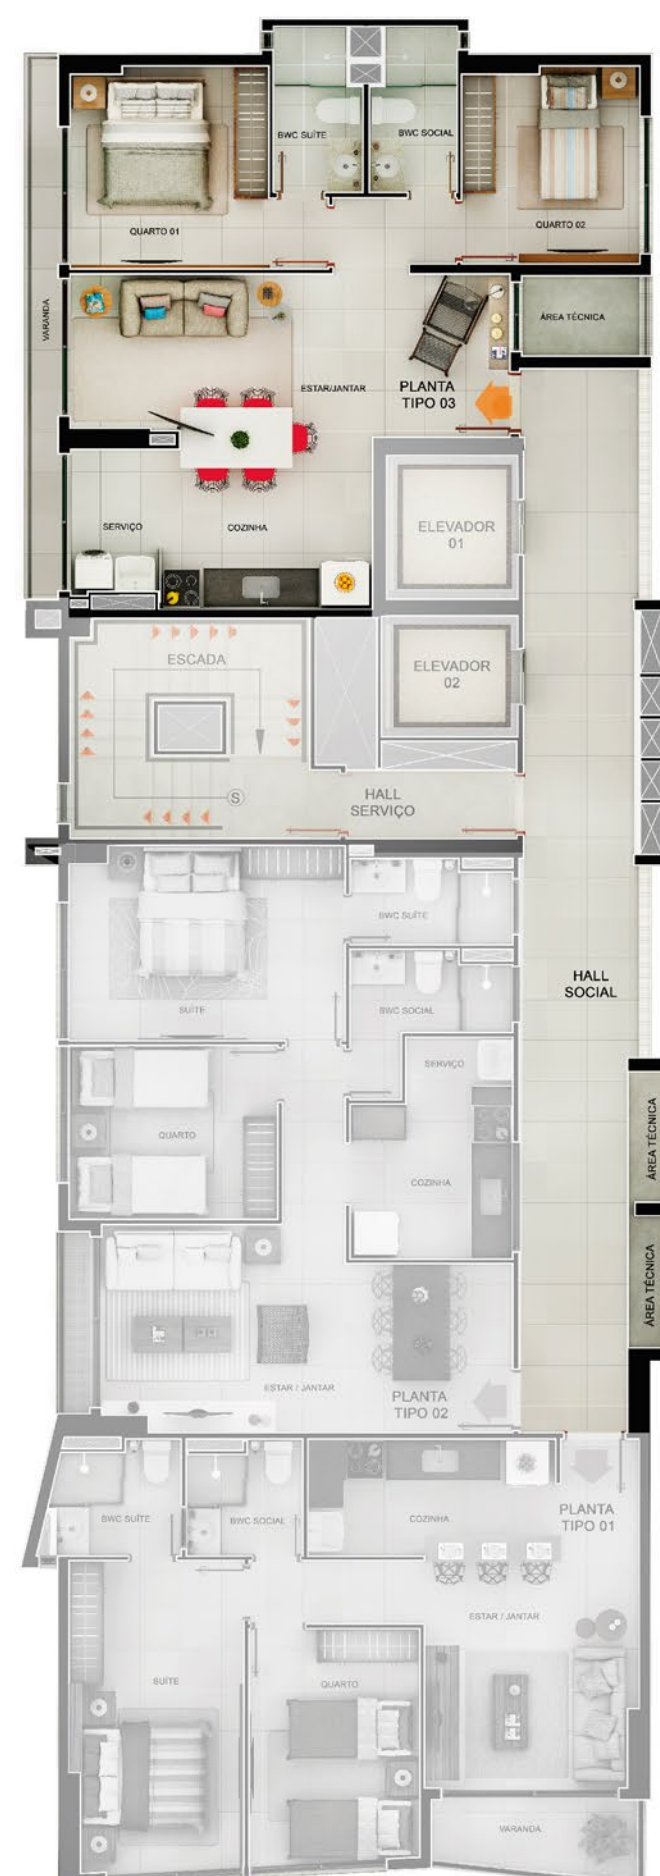 BWC SUÍTE
BWC SOCIAL
QUARTO 01
QUARTO 02
VARANDA
ÁREA TÉCNICA
ESTAR/JANTAR
PLANTA
TIPO 03
SERVIÇO
COZINHA
ELEVADOR
01
ESCADA
ELEVADOR
02
S
HALL
SERVIÇO
BWC SUÍTE
SUÍTE
BWC SOCIAL
HALL
SOCIAL
SERVIÇO
QUARTO
COZINHA
ÁREA TÉCNICA
ÁREA TÉCNICA
ESTAR / JANTAR
PLANTA
TIPO 02
BWC SUÍTE
BWC SOCIAL
COZINHA
PLANTA
TIPO 01
ESTAR / JANTAR
SUÍTE
QUARTO
VARANDA